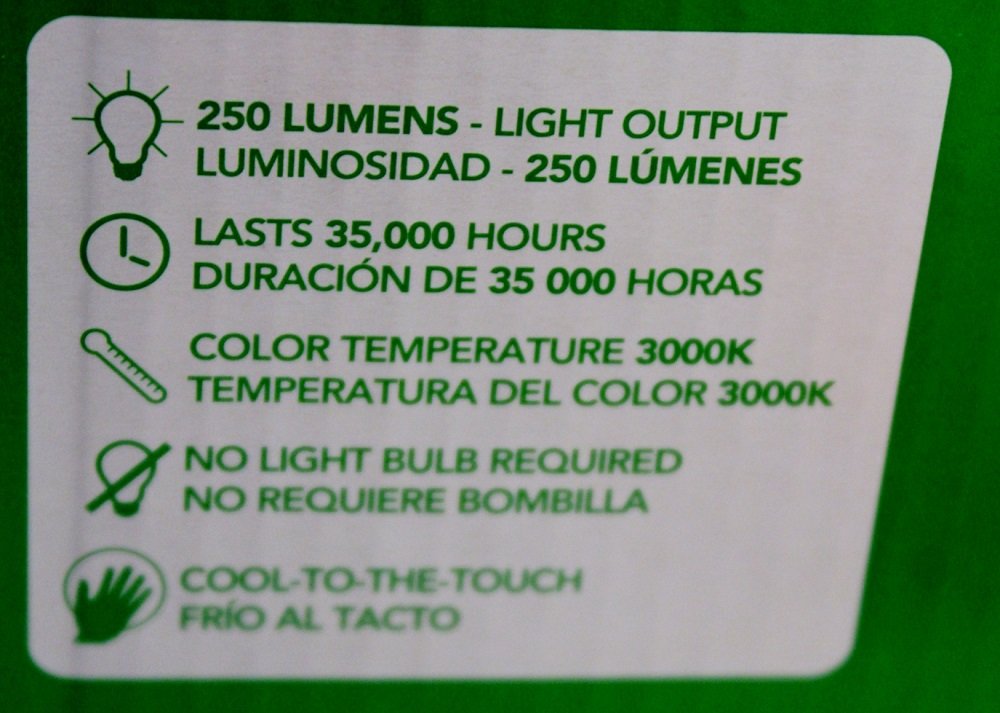 250 LUMENS - LIGHT OUTPUT
LUMINOSIDAD - 250 LÚMENES
LASTS 35,000 HOURS
DURACIÓN DE 35 000 HORAS
COLOR TEMPERATURE 3000K
TEMPERATURA DEL COLOR 3000K
NO LIGHT BULB REQUIRED
NO REQUIERE BOMBILLA
COOL-TO-THE-TOUCH
FRÍO AL TACTO